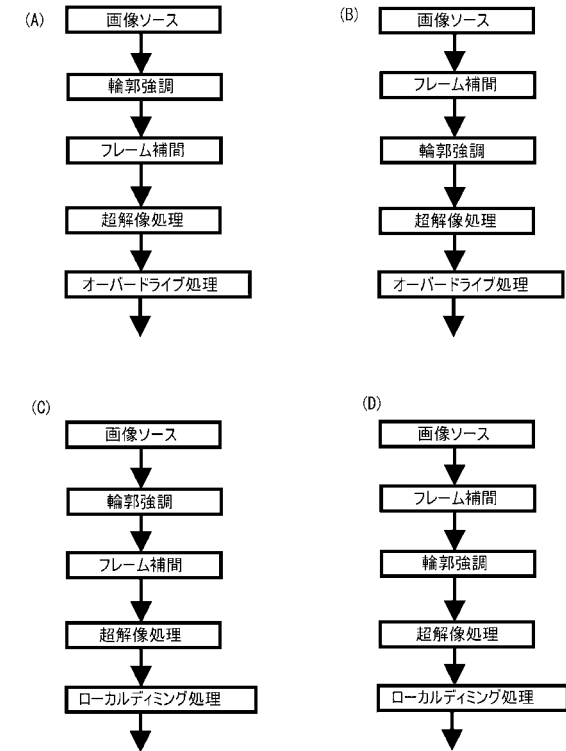 (A)
画像ソース
輪郭強調
フレーム補間
超解像処理
オーバードライブ処理
(B)
画像ソース
フレーム補間
輪郭強調
超解像処理
オーバードライブ処理
(C)
画像ソース
輪郭強調
フレーム補間
超解像処理
ローカルディミング処理
(D)
画像ソース
フレーム補間
輪郭強調
超解像処理
ローカルディミング処理